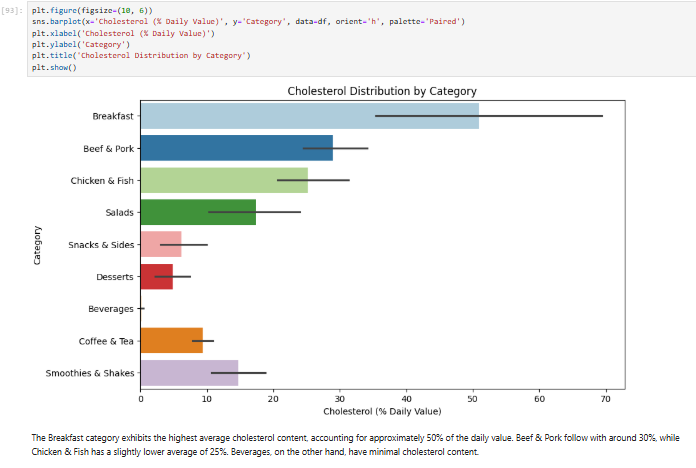 [93]: plt.figure(figsize=(10, 6))
sns.barplot(x='Cholesterol (% Daily Value)', y='Category', data=df, orient='h', palette='Paired')
plt.xlabel('Cholesterol (% Daily Value)')
plt.ylabel('Category')
plt.title('Cholesterol Distribution by Category')
plt.show()
Cholesterol Distribution by Category
Breakfast
Beef & Pork
Chicken & Fish
Salads
Snacks & Sides
Desserts
Beverages
Coffee & Tea
Smoothies & Shakes
Category
0 10 20 30 40 50 60 70
Cholesterol (% Daily Value)
The Breakfast category exhibits the highest average cholesterol content, accounting for approximately 50% of the daily value. Beef & Pork follow with around 30%, while
Chicken & Fish has a slightly lower average of 25%. Beverages, on the other hand, have minimal cholesterol content.